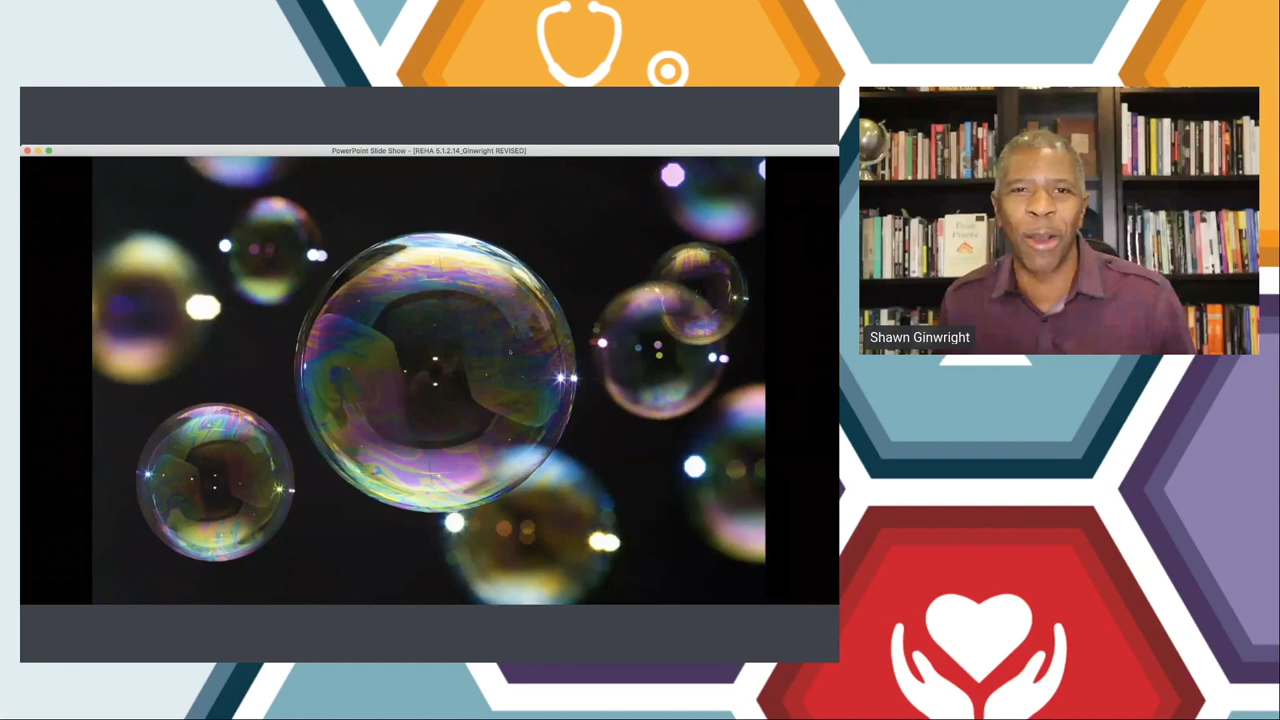 PowerPoint Slide Show - [REHA 5.1.2.14_Ginwright REVISED]
Shawn Ginwright